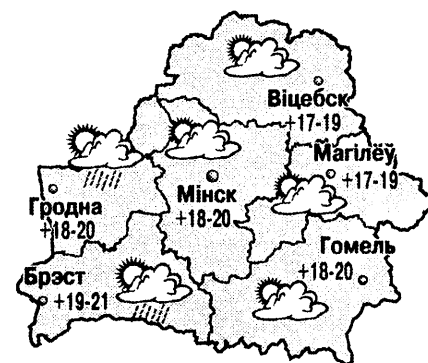 Віцебск
+17-19
Магілёў
+17-19
Мінск
+18-20
Гродна
+18-20
Гомель
+18-20
Брэст
+19-21